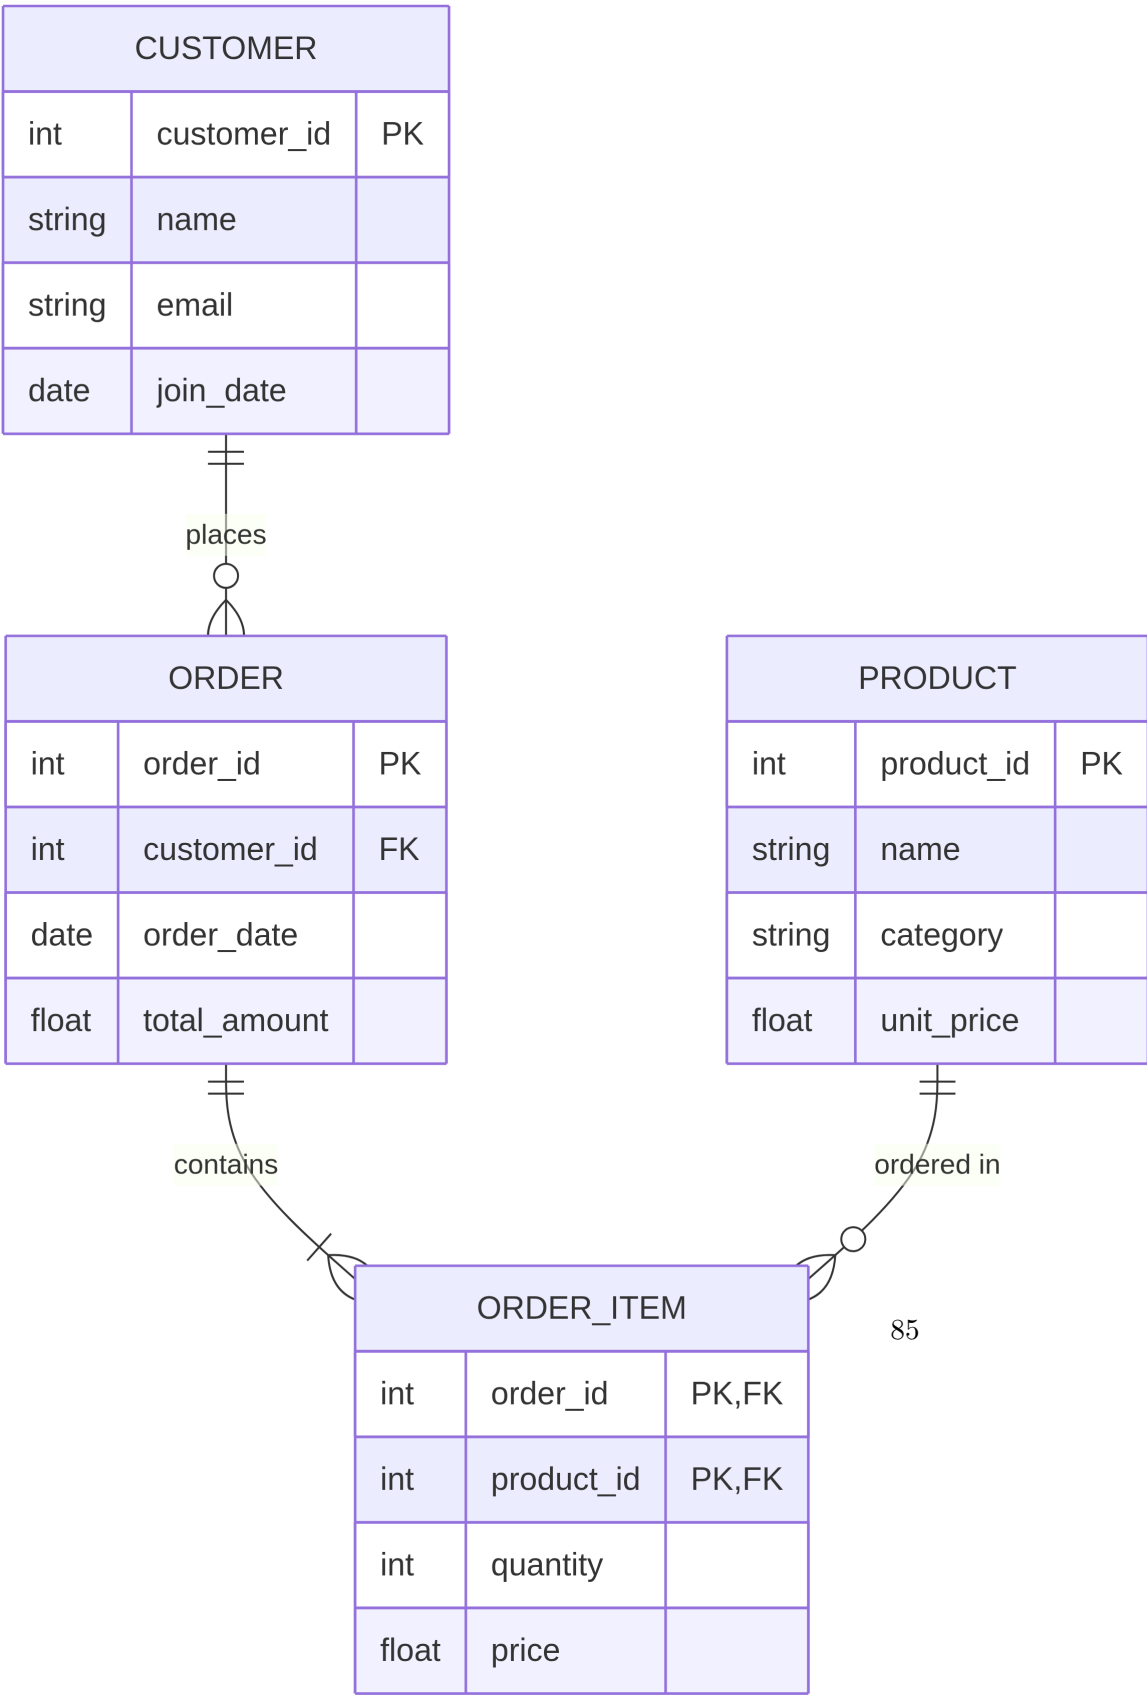 CUSTOMER
int customer_id PK
string name
string email
date join_date
places
ORDER
int order_id PK
int customer_id FK
date order_date
float total_amount
PRODUCT
int product_id PK
string name
string category
float unit_price
contains
ordered in
ORDER_ITEM
int order_id PK,FK
int product_id PK,FK
int quantity
float price
85